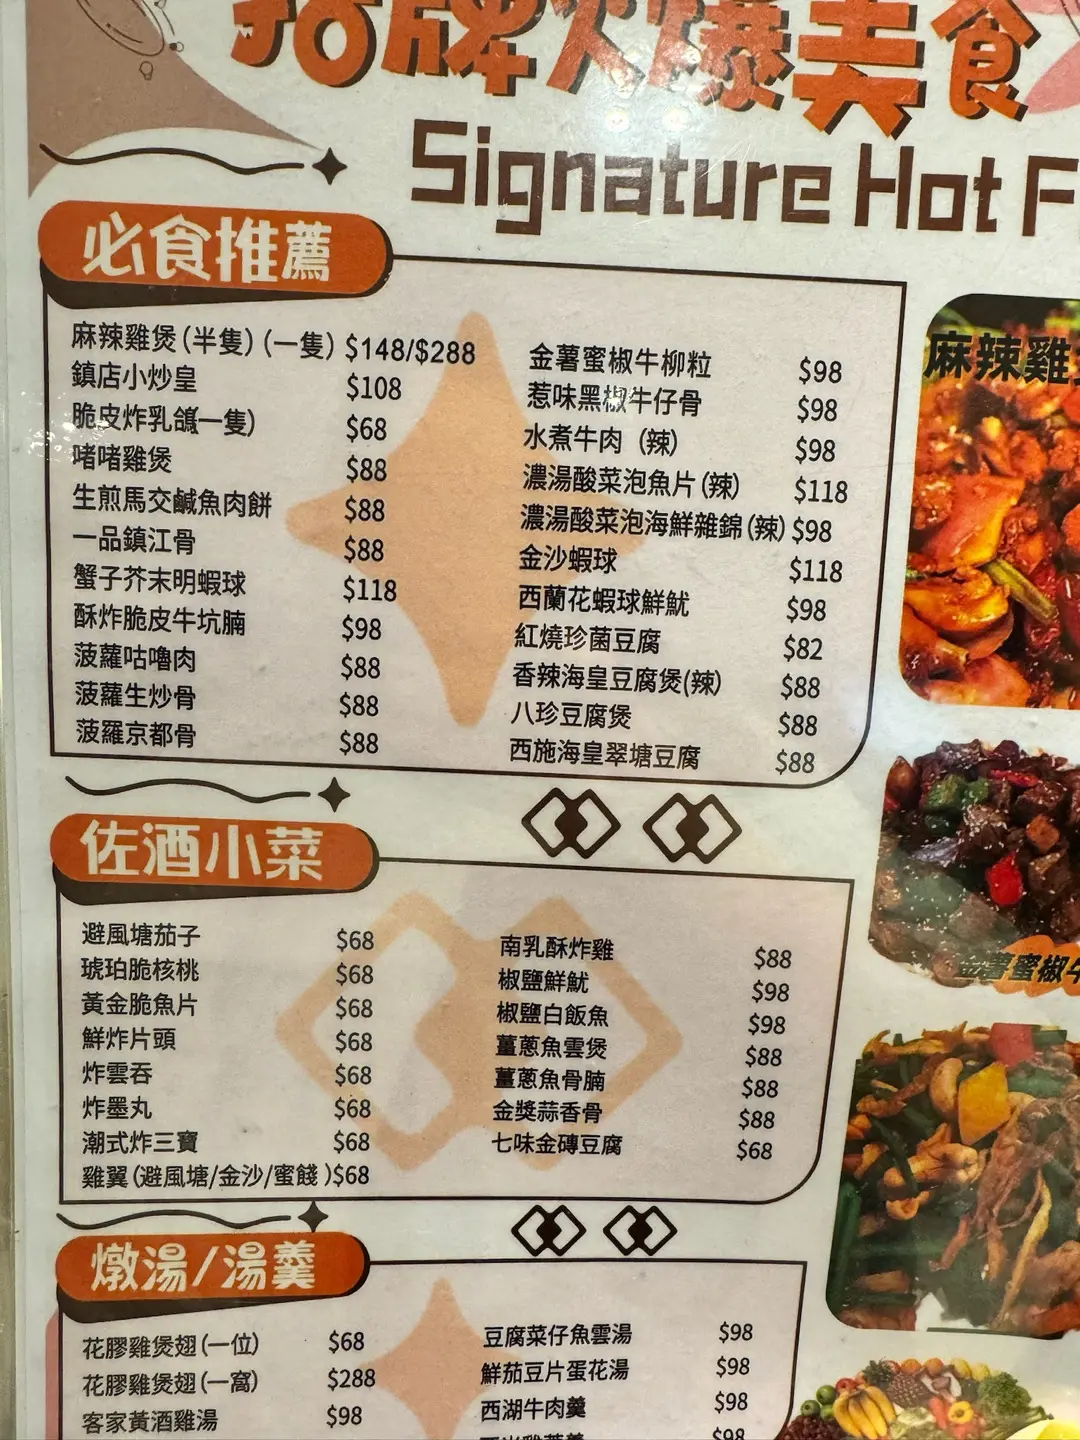 招牌火爆美食
Signature Hot F
必食推薦
麻辣雞煲(半隻)(一隻) $148/$288
鎮店小炒皇 $108
脆皮炸乳鴿(一隻) $68
啫啫雞煲 $88
生煎馬交鹹魚肉餅 $88
一品鎮江骨 $88
蟹子芥末明蝦球 $118
酥炸脆皮牛坑腩 $98
菠蘿咕嚕肉 $88
菠蘿生炒骨 $88
菠羅京都骨 $88
金薯蜜椒牛柳粒 $98
惹味黑椒牛仔骨 $98
水煮牛肉 (辣) $98
濃湯酸菜泡魚片(辣) $118
濃湯酸菜泡海鮮雜錦(辣) $98
金沙蝦球 $118
西蘭花蝦球鮮魷 $98
紅燒珍菌豆腐 $82
香辣海皇豆腐煲(辣) $88
八珍豆腐煲 $88
西施海皇翠塘豆腐 $88
麻辣雞
佐酒小菜
避風塘茄子 $68
琥珀脆核桃 $68
黃金脆魚片 $68
鮮炸片頭 $68
炸雲吞 $68
炸墨丸 $68
潮式炸三寶 $68
雞翼(避風塘/金沙/蜜餞)$68
南乳酥炸雞 $88
椒鹽鮮魷 $98
椒鹽白飯魚 $98
薑蔥魚雲煲 $88
薑蔥魚骨腩 $88
金獎蒜香骨 $88
七味金磚豆腐 $68
金薯蜜椒牛
燉湯/湯羹
花膠雞煲翅(一位) $68
花膠雞煲翅(一窩) $288
客家黃酒雞湯 $98
豆腐菜仔魚雲湯 $98
鮮茄豆片蛋花湯 $98
西湖牛肉羹 $98
$98